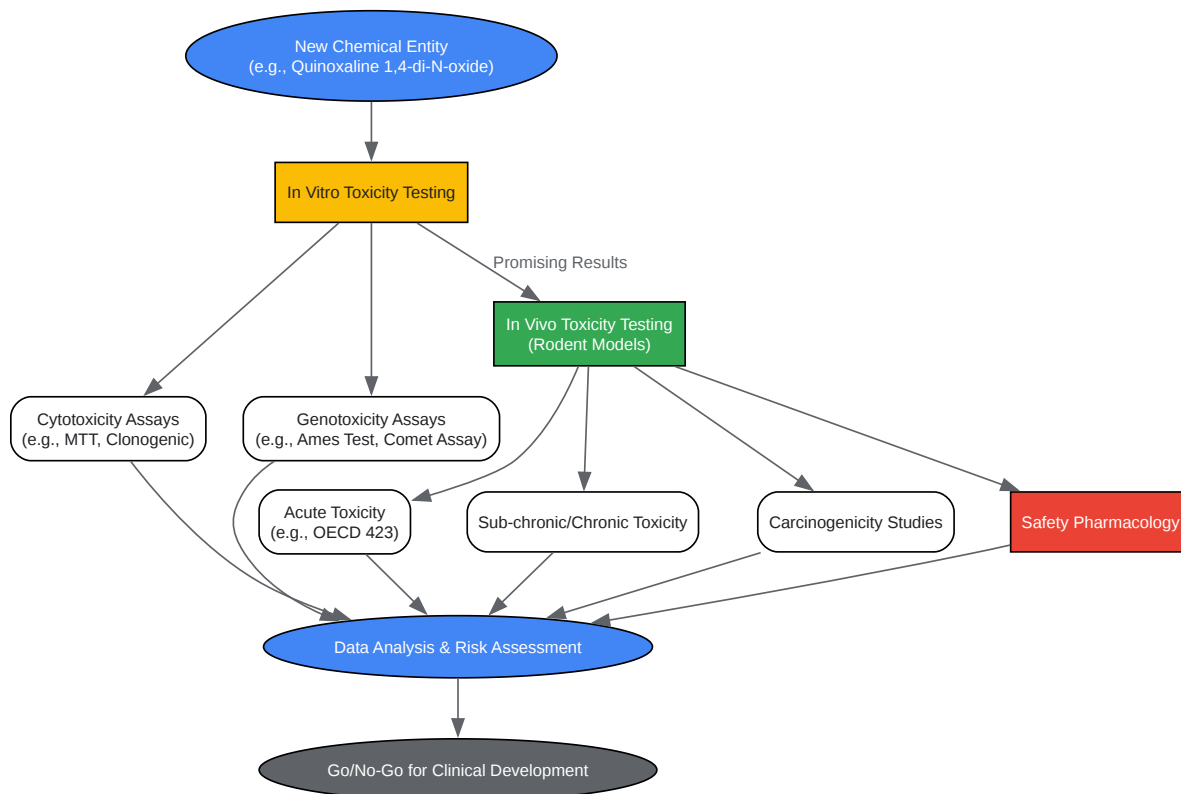 New Chemical Entity
(e.g., Quinoxaline 1,4-di-N-oxide)
In Vitro Toxicity Testing
Promising Results
In Vivo Toxicity Testing
(Rodent Models)
Cytotoxicity Assays
(e.g., MTT, Clonogenic)
Genotoxicity Assays
(e.g., Ames Test, Comet Assay)
Acute Toxicity
(e.g., OECD 423)
Sub-chronic/Chronic Toxicity
Carcinogenicity Studies
Safety Pharmacology
Data Analysis & Risk Assessment
Go/No-Go for Clinical Development